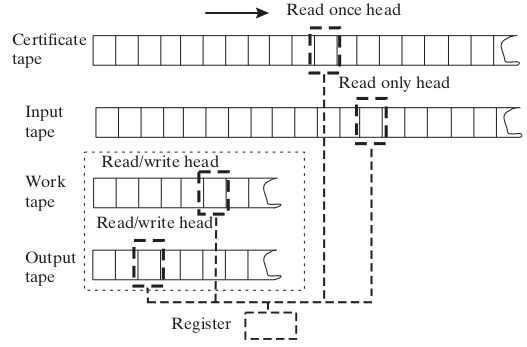 Read once head
Certificate
tape
Read only head
Input
tape
Read/write head
Work
tape
Read/write head
Output
tape
Register